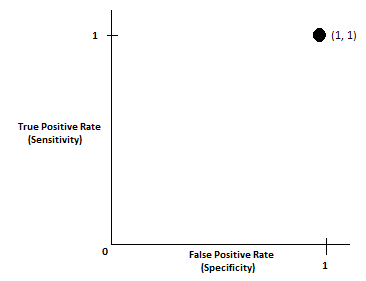 1
(1, 1)
True Positive Rate
(Sensitivity)
0
False Positive Rate
(Specificity)
1